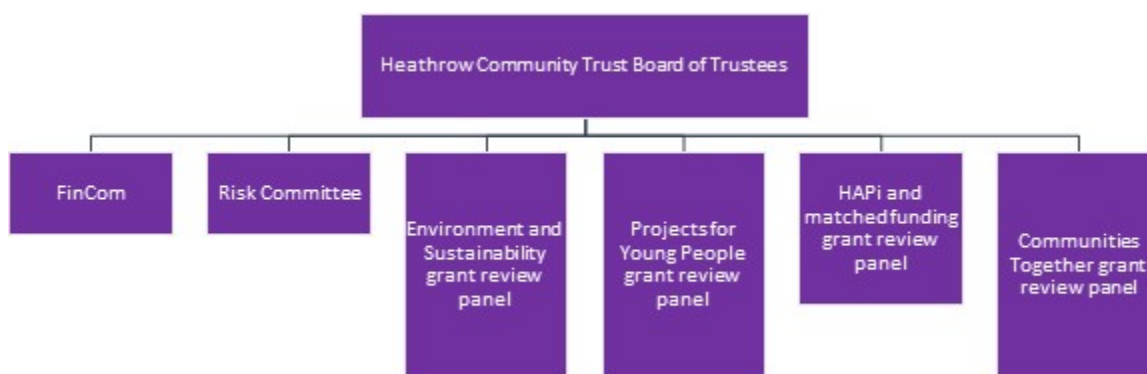 Heathrow Community Trust Board of Trustees
FinCom
Risk Committee
Environment and
Sustainability
grant review
panel
Projects for
Young People
grant review
panel
HAPi and
matched funding
grant review
panel
Communities
Together grant
review panel